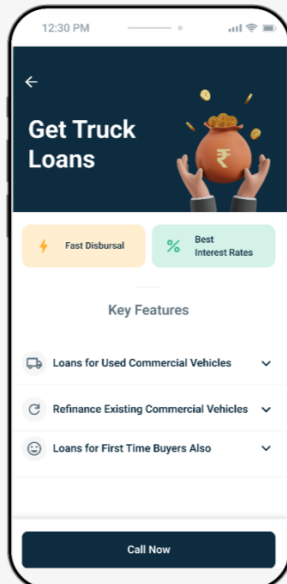 12:30 PM
Get Truck
Loans
₹
Fast Disbursal
Best
Interest Rates
Key Features
Loans for Used Commercial Vehicles
Refinance Existing Commercial Vehicles
Loans for First Time Buyers Also
Call Now